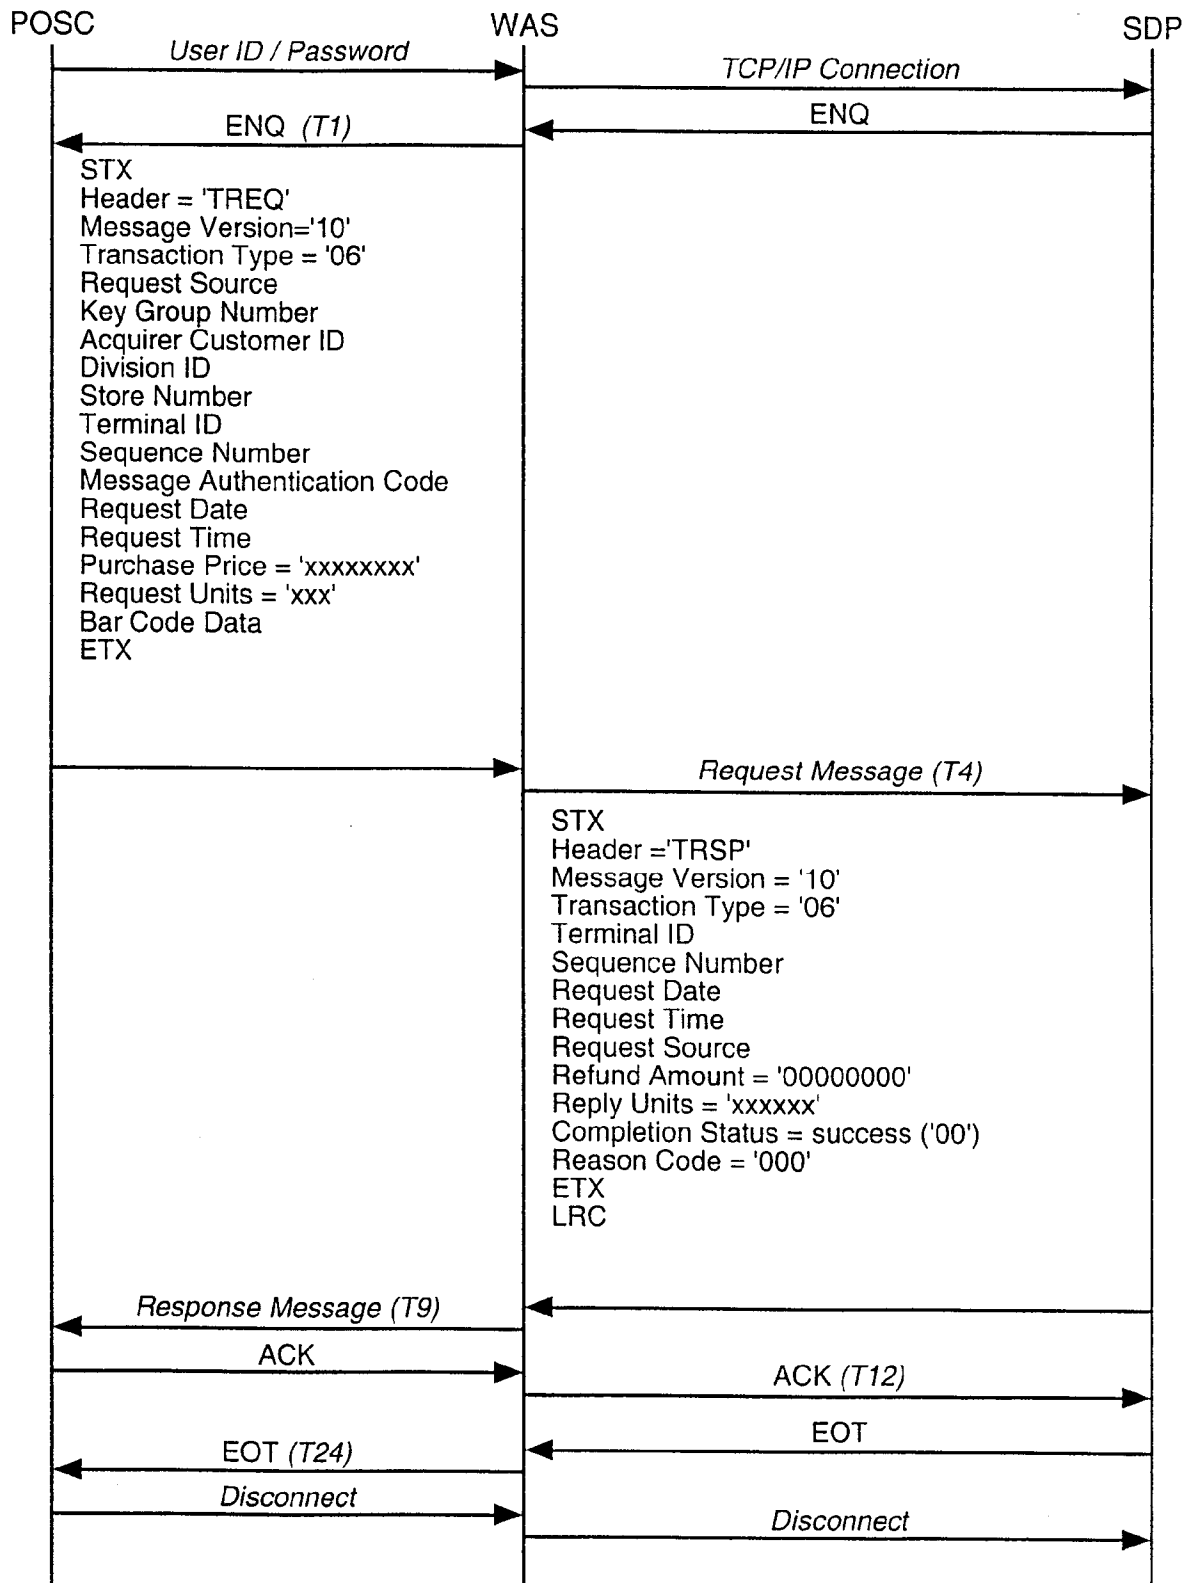 POSC
WAS
SDP
User ID / Password
TCP/IP Connection
ENQ
ENQ (T1)
STX
Header = 'TREQ'
Message Version='10'
Transaction Type = '06'
Request Source
Key Group Number
Acquirer Customer ID
Division ID
Store Number
Terminal ID
Sequence Number
Message Authentication Code
Request Date
Request Time
Purchase Price = 'xxxxxxxx'
Request Units = 'xxx'
Bar Code Data
ETX
Request Message (T4)
STX
Header ='TRSP'
Message Version = '10'
Transaction Type = '06'
Terminal ID
Sequence Number
Request Date
Request Time
Request Source
Refund Amount = '00000000'
Reply Units = 'xxxxxx'
Completion Status = success ('00')
Reason Code = '000'
ETX
LRC
Response Message (T9)
ACK
ACK (T12)
EOT
EOT (T24)
Disconnect
Disconnect